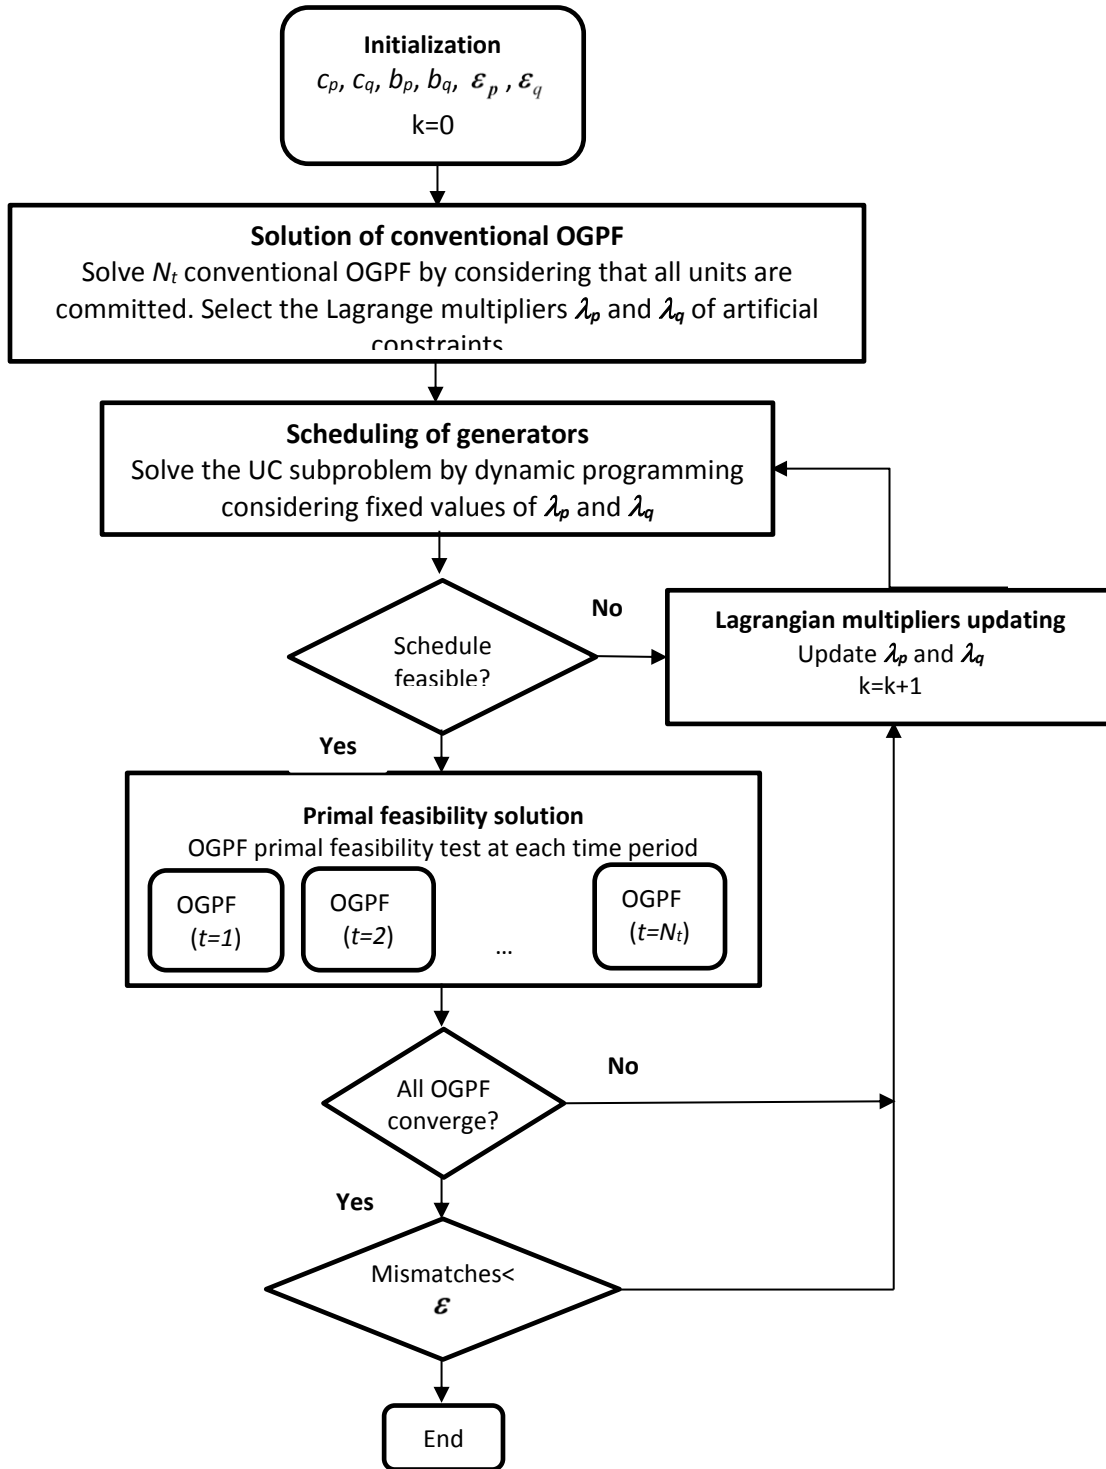 Initialization
cp, cq, bp, bq, εp, εq
k=0
Solution of conventional OGPF
Solve Nt conventional OGPF by considering that all units are
committed. Select the Lagrange multipliers λp and λq of artificial
constraints
Scheduling of generators
Solve the UC subproblem by dynamic programming
considering fixed values of λp and λq
No
Schedule
feasible?
Lagrangian multipliers updating
Update λp and λq
k=k+1
Yes
Primal feasibility solution
OGPF primal feasibility test at each time period
OGPF
(t=1)
OGPF
(t=2)
...
OGPF
(t=Nt)
No
All OGPF
converge?
Yes
Mismatches<
ε
End